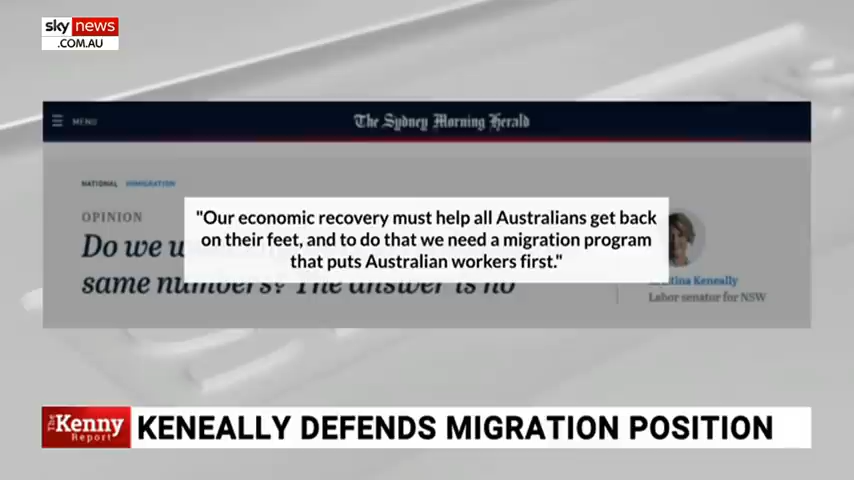 sky news
.COM.AU
MENU
The Sydney Morning Herald
NATIONAL IMMIGRATION
OPINION
"Our economic recovery must help all Australians get back
on their feet, and to do that we need a migration program
that puts Australian workers first."
Do we
same numbers? The answer is no
Keneally
Labor senator for NSW
The Kenny Report
KENEALLY DEFENDS MIGRATION POSITION